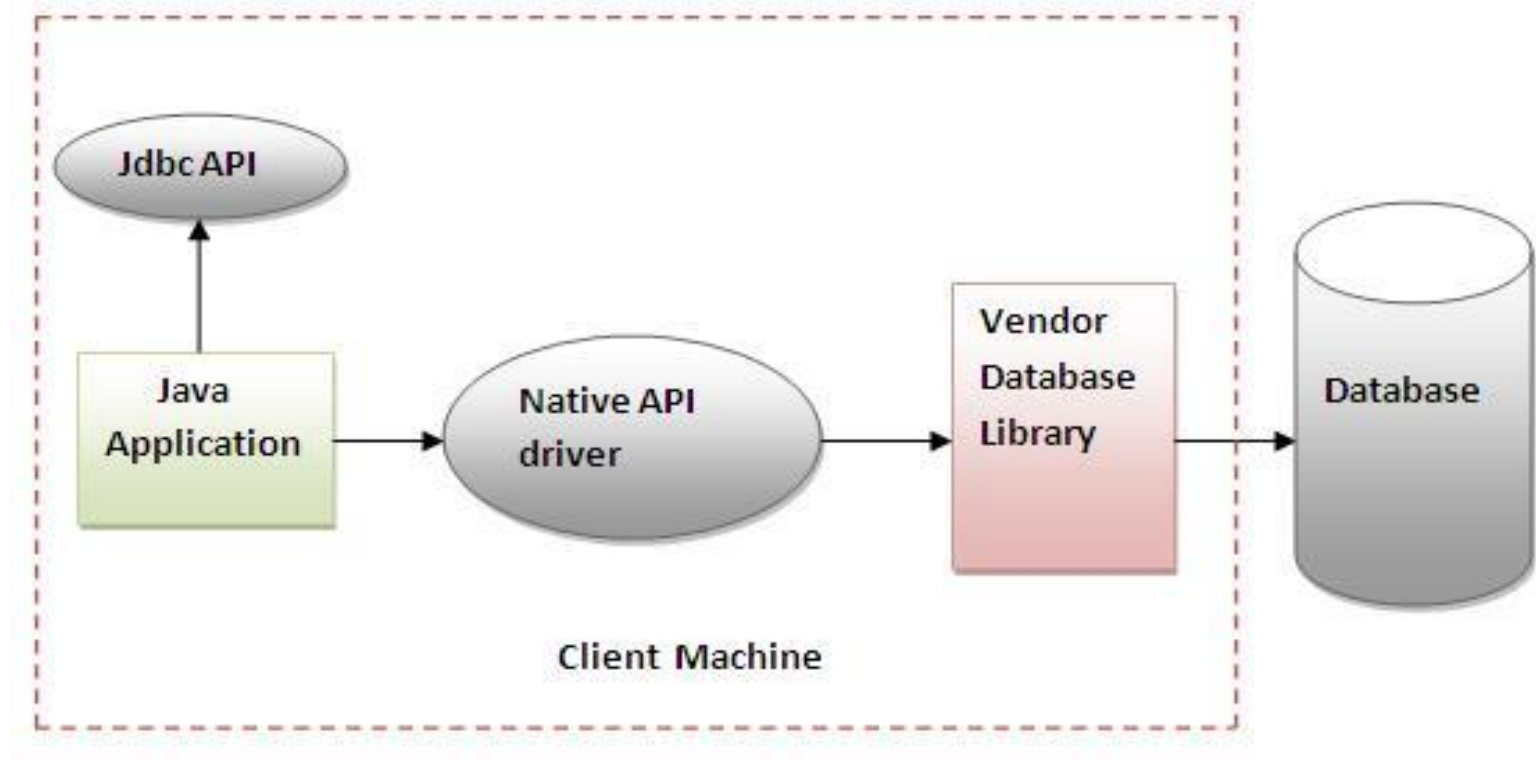 Jdbc API
Java
Application
Native API
driver
Vendor
Database
Library
Database
Client Machine